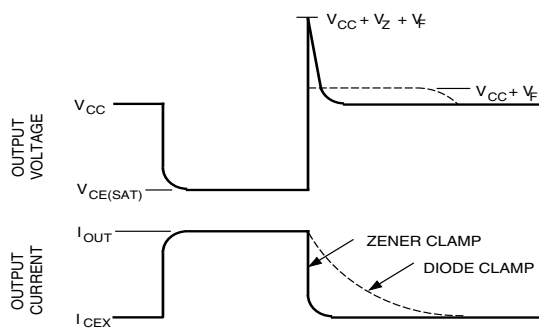 V_CC + V_Z + V_F
V_CC + V_F
V_CC
OUTPUT
VOLTAGE
V_CE(SAT)
I_OUT
ZENER CLAMP
DIODE CLAMP
OUTPUT
CURRENT
I_CEX